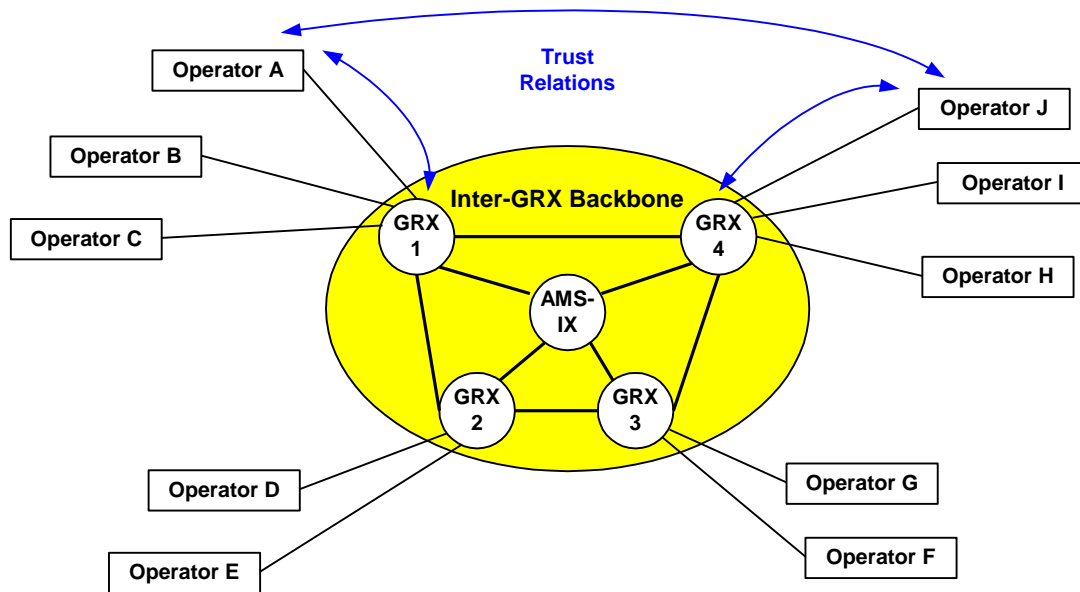 Operator A
Trust
Relations
Operator J
Operator B
Operator I
Inter-GRX Backbone
Operator C
GRX
1
GRX
4
Operator H
AMS-
IX
GRX
2
GRX
3
Operator D
Operator G
Operator E
Operator F